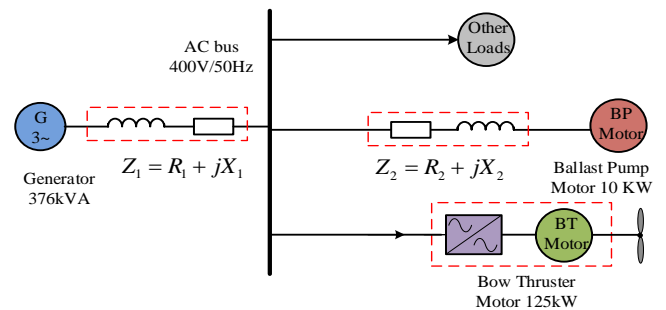 AC bus
400V/50Hz
Other
Loads
G
3~
Generator
376kVA
Z₁ = R₁ + jX₁
Z₂ = R₂ + jX₂
BP
Motor
Ballast Pump
Motor 10 KW
BT
Motor
Bow Thruster
Motor 125kW